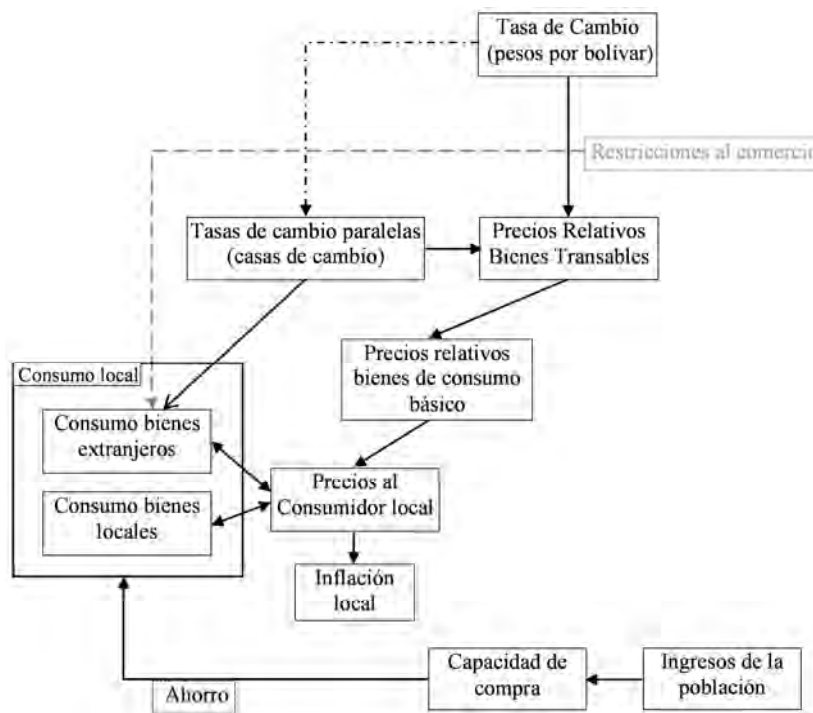 Tasa de Cambio
(pesos por bolívar)
Restricciones al comercio
Tasas de cambio paralelas
(casas de cambio)
Precios Relativos
Bienes Transables
Precios relativos
bienes de consumo
básico
Consumo local
Consumo bienes
extranjeros
Precios al
Consumidor local
Consumo bienes
locales
Inflación
local
Capacidad de
compra
Ingresos de la
población
Ahorro